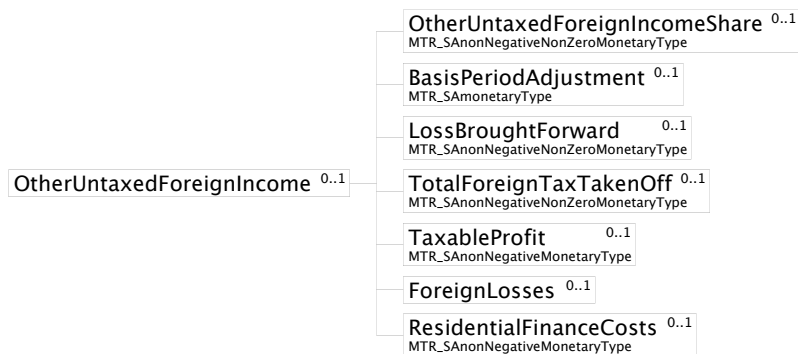 OtherUntaxedForeignIncomeShare 0..1
MTR_SAnonNegativeNonZeroMonetaryType
BasisPeriodAdjustment 0..1
MTR_SAmonetaryType
LossBroughtForward 0..1
MTR_SAnonNegativeNonZeroMonetaryType
OtherUntaxedForeignIncome 0..1
TotalForeignTaxTakenOff 0..1
MTR_SAnonNegativeNonZeroMonetaryType
TaxableProfit 0..1
MTR_SAnonNegativeMonetaryType
ForeignLosses 0..1
ResidentialFinanceCosts 0..1
MTR_SAnonNegativeMonetaryType